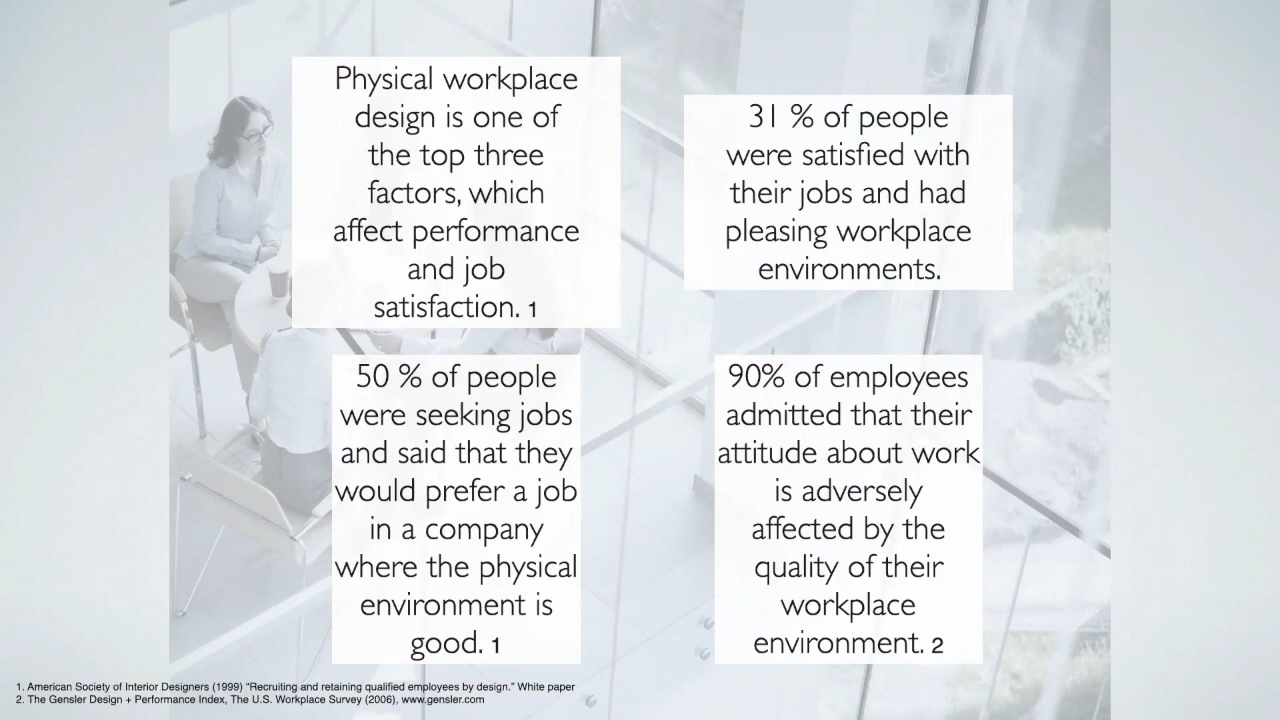 Physical workplace
design is one of
the top three
factors, which
affect performance
and job
satisfaction. 1
31 % of people
were satisfied with
their jobs and had
pleasing workplace
environments.
50 % of people
were seeking jobs
and said that they
would prefer a job
in a company
where the physical
environment is
good. 1
90% of employees
admitted that their
attitude about work
is adversely
affected by the
quality of their
workplace
environment. 2
1. American Society of Interior Designers (1999) “Recruiting and retaining qualified employees by design.” White paper
2. The Gensler Design + Performance Index, The U.S. Workplace Survey (2006), www.gensler.com